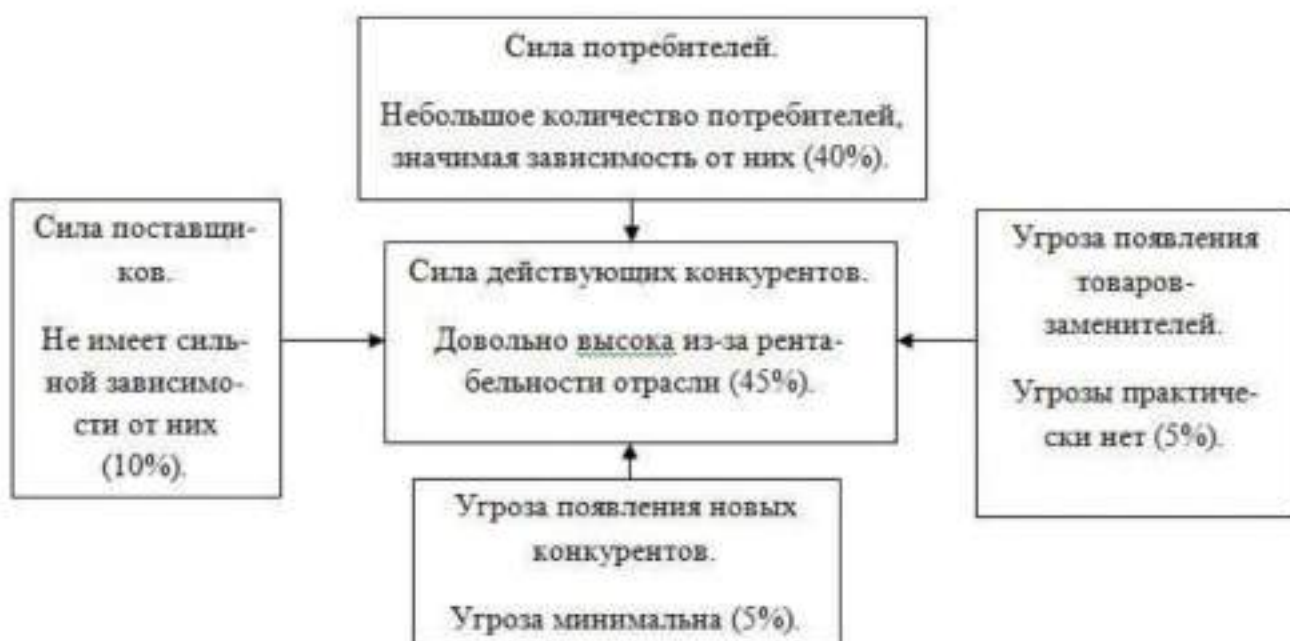 Сила потребителей.
Небольшое количество потребителей,
значимая зависимость от них (40%).
Сила поставщи-
ков.
Не имеет силь-
ной зависимо-
сти от них
(10%).
Сила действующих конкурентов.
Довольно высока из-за рента-
бельности отрасли (45%).
Угроза появления
товаров-
заменителей.
Угрозы практиче-
ски нет (5%).
Угроза появления новых
конкурентов.
Угроза минимальна (5%).